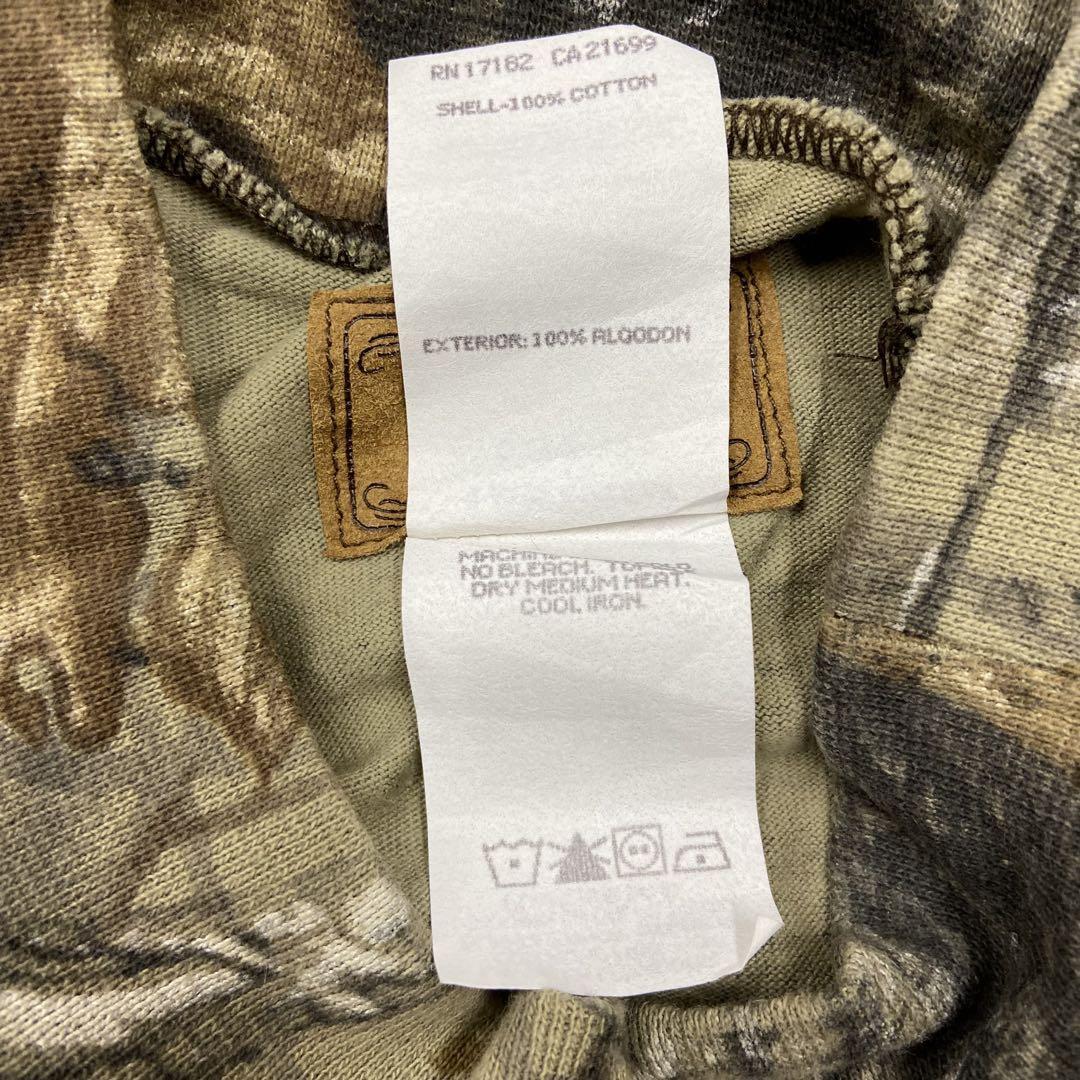 RN 17182 CA 21699
SHELL-100% COTTON
EXTERIOR: 100% ALGODON
NO BLEACH.
DRY MEDIUM HEAT.
COOL IRON.